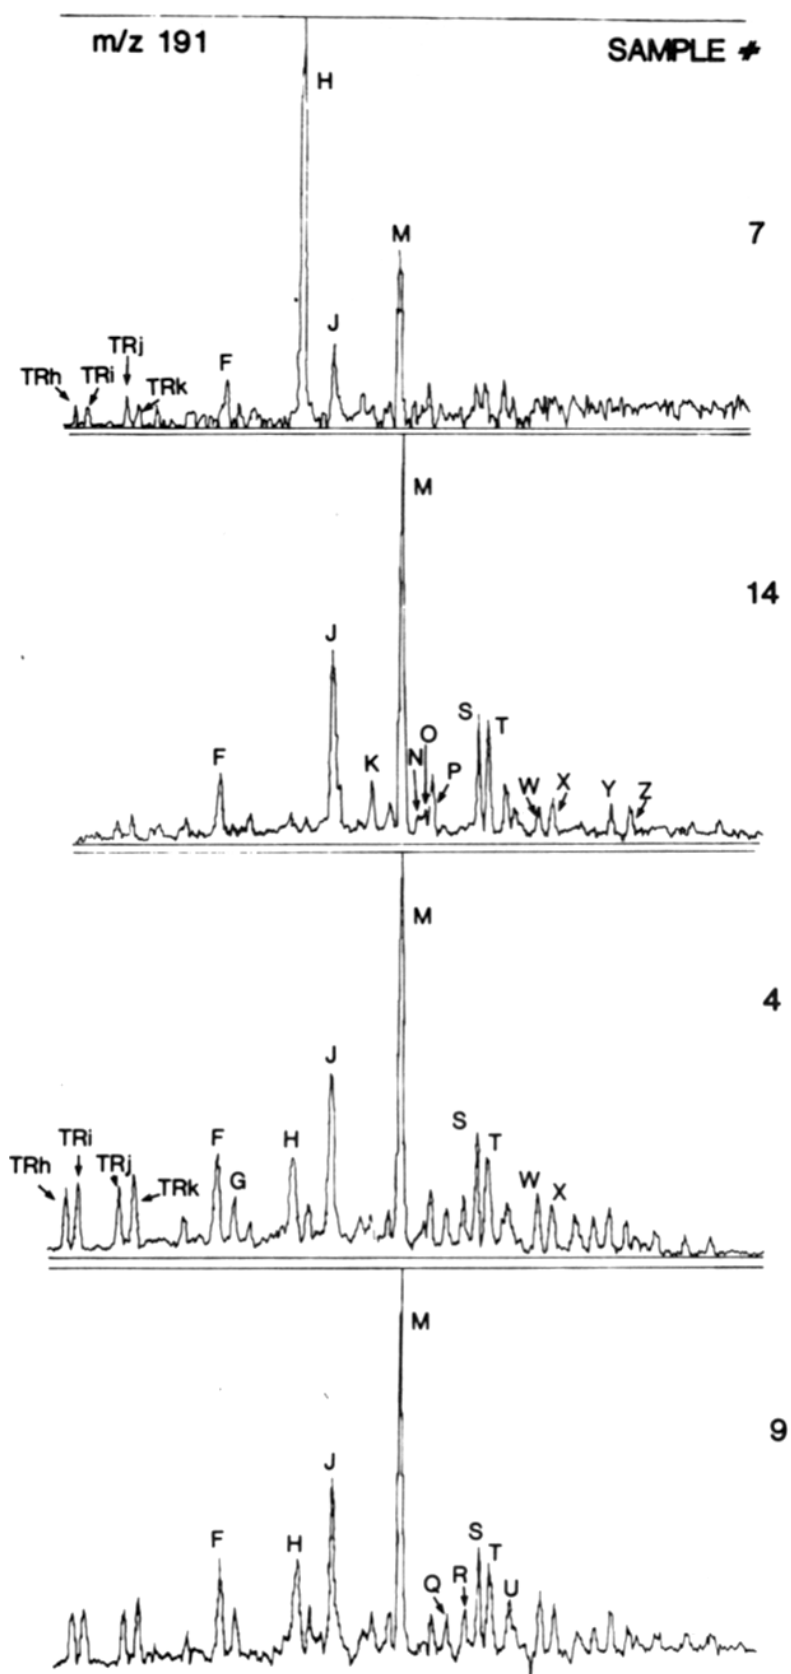 m/z 191 SAMPLE #
H
7
M
J
TRj
F
TRh TRi TRk
M
14
J
S T
O
F K N P W X Y Z
M
4
J
S T
TRi F H
TRh TRj TRk G W X
M
9
J
F H S T
Q R U